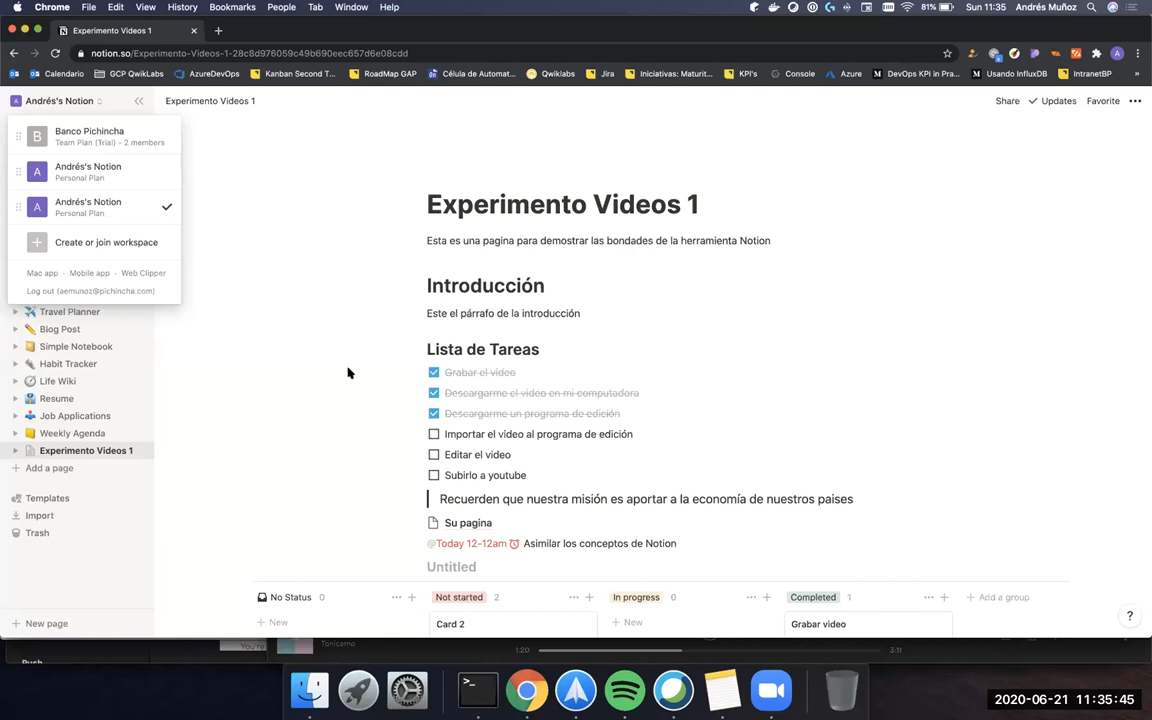 Chrome File Edit View History Bookmarks People Tab Window Help 81% Sun 11:35 Andrés Muñoz
Experimento Videos 1
notion.so/Experimento-Videos-1-28c8d976059c49b690eec657d6e08cdd
Calendario GCP QwikLabs AzureDevOps Kanban Second T... RoadMap GAP Célula de Automat... Qwiklabs Jira Iniciativas: Maturit... KPI's Console Azure DevOps KPI in Pra... Usando InfluxDB IntranetBP »
Andrés's Notion
Experimento Videos 1
Share Updates Favorite
B Banco Pichincha
Team Plan (Trial) - 2 members
A Andrés's Notion
Personal Plan
A Andrés's Notion
Personal Plan
Create or join workspace
Mac app · Mobile app · Web Clipper
Log out (aemunoz@pichincha.com)
Travel Planner
Blog Post
Simple Notebook
Habit Tracker
Life Wiki
Resume
Job Applications
Weekly Agenda
Experimento Videos 1
Add a page
Templates
Import
Trash
New page
Experimento Videos 1
Esta es una pagina para demostrar las bondades de la herramienta Notion
Introducción
Este el párrafo de la introducción
Lista de Tareas
Grabar el video
Descargarme el video en mi computadora
Descargarme un programa de edición
Importar el video al programa de edición
Editar el video
Subirlo a youtube
Recuerden que nuestra misión es aportar a la economía de nuestros paises
Su pagina
@Today 12-12am Asimilar los conceptos de Notion
Untitled
No Status 0 Not started 2 In progress 0 Completed 1 Add a group
New Card 2 New Grabar video
?
Push You're Tonicamo 1:20 3:11
2020-06-21 11:35:45